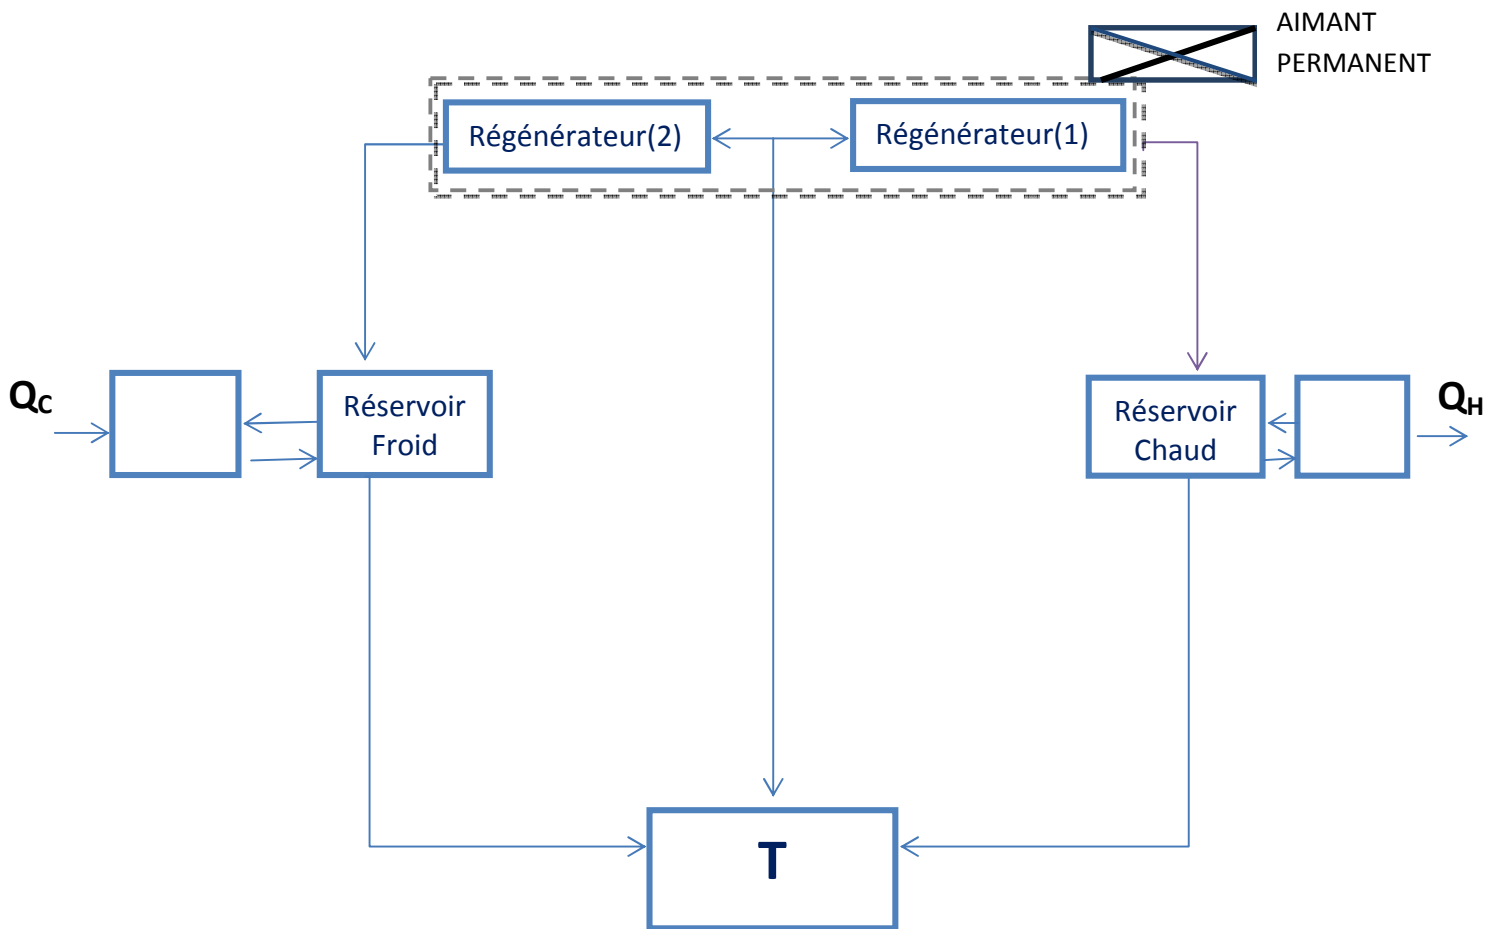 AIMANT
PERMANENT
Régénérateur(2)
Régénérateur(1)
QC
Réservoir
Froid
Réservoir
Chaud
QH
T